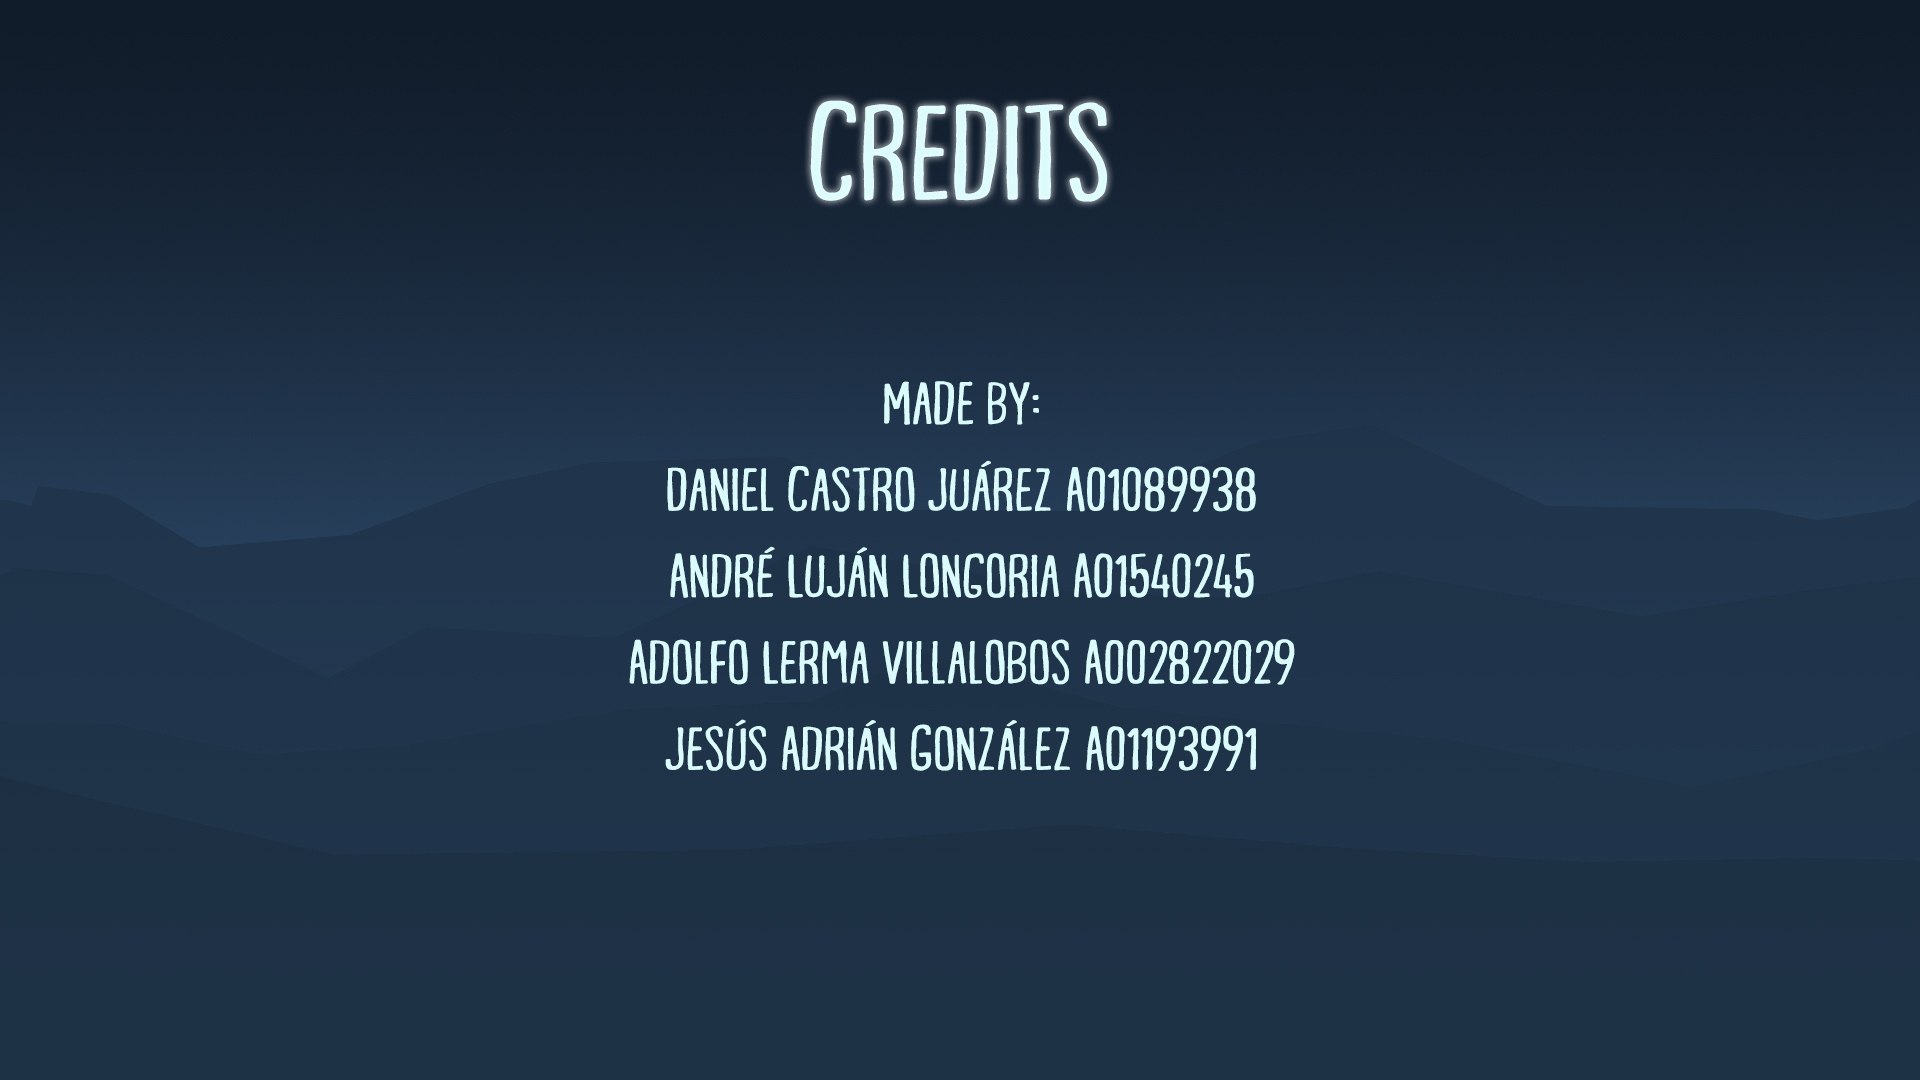 CREDITS
MADE BY:
DANIEL CASTRO JUÁREZ A01089938
ANDRÉ LUJÁN LONGORIA A01540245
ADOLFO LERMA VILLALOBOS A002822029
JESÚS ADRIÁN GONZÁLEZ A01193991